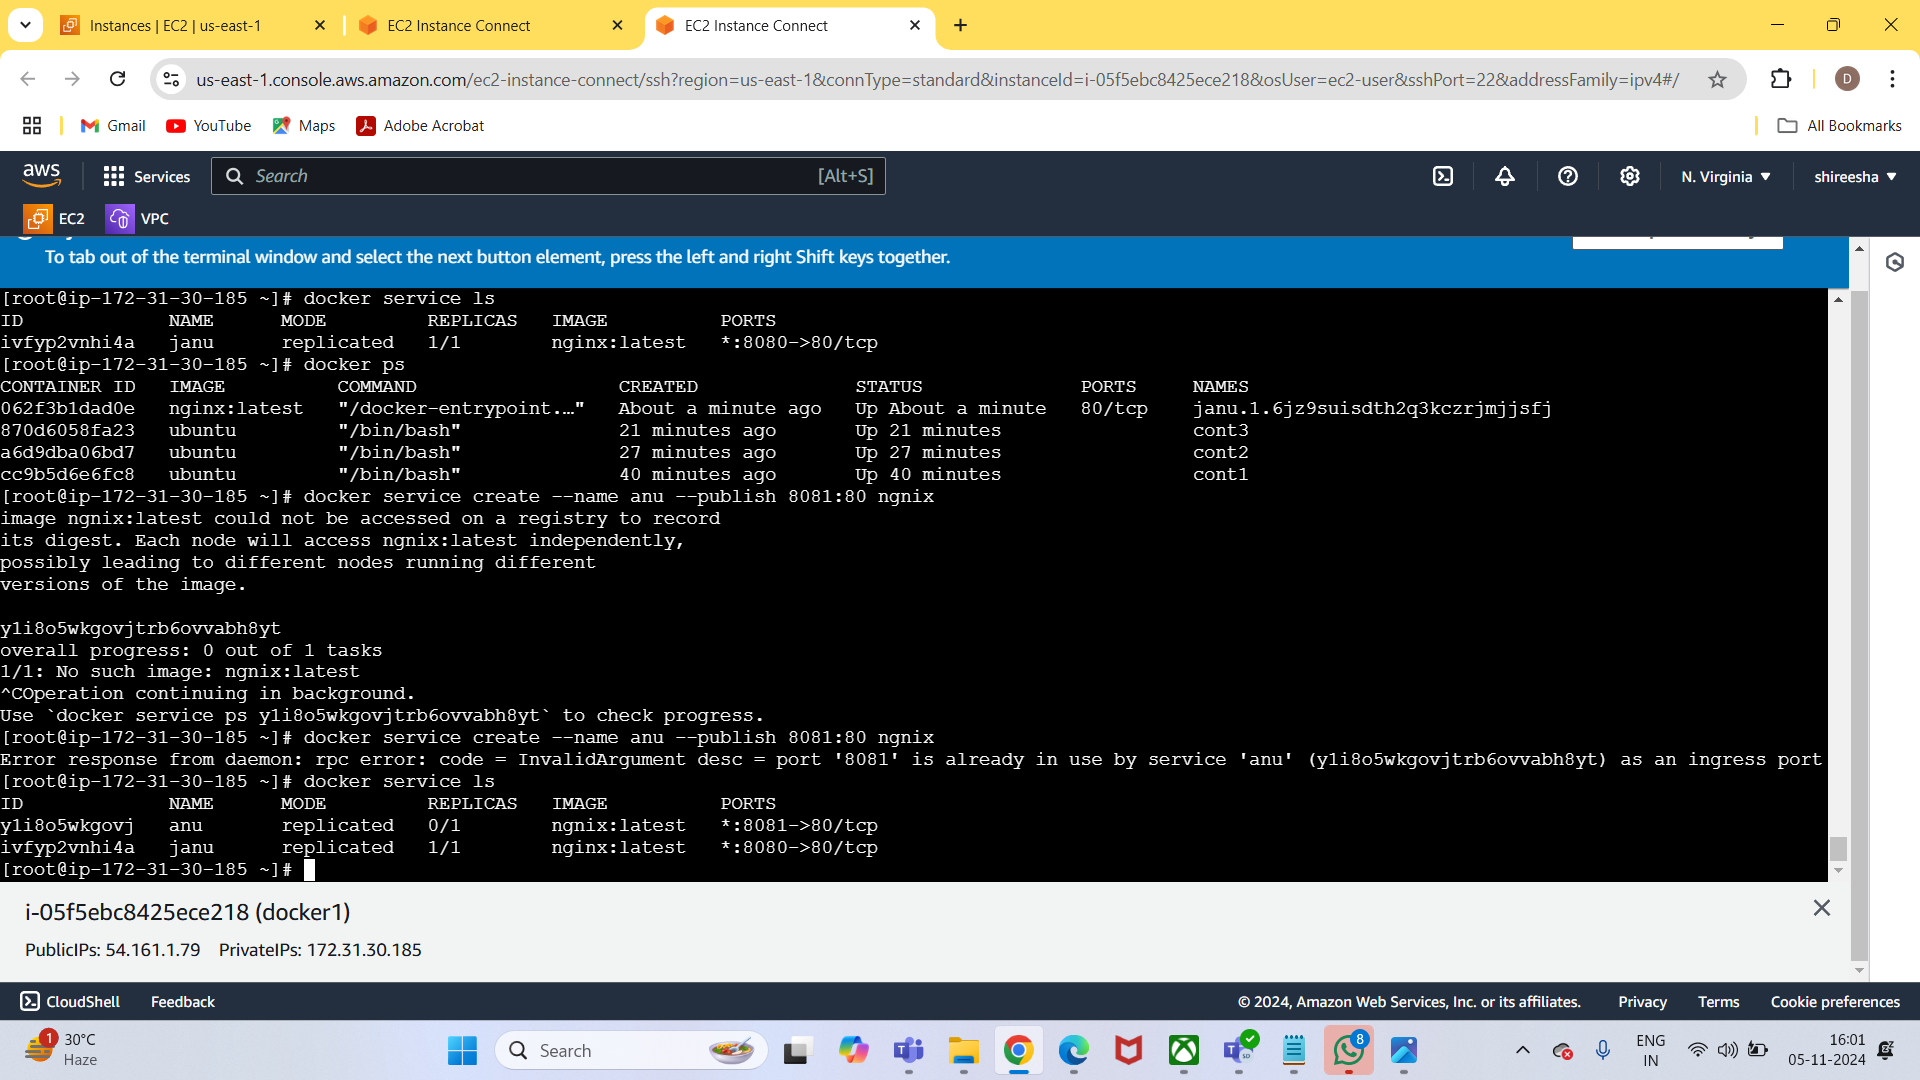 Instances | EC2 | us-east-1
EC2 Instance Connect
EC2 Instance Connect
us-east-1.console.aws.amazon.com/ec2-instance-connect/ssh?region=us-east-1&connType=standard&instanceId=i-05f5ebc8425ece218&osUser=ec2-user&sshPort=22&addressFamily=ipv4#/
D
Gmail
YouTube
Maps
Adobe Acrobat
All Bookmarks
aws
Services
Search
[Alt+S]
N. Virginia
shireesha
EC2
VPC
To tab out of the terminal window and select the next button element, press the left and right Shift keys together.
[root@ip-172-31-30-185 ~]# docker service ls
ID NAME MODE REPLICAS IMAGE PORTS
ivfyp2vnhi4a janu replicated 1/1 nginx:latest *:8080->80/tcp
[root@ip-172-31-30-185 ~]# docker ps
CONTAINER ID IMAGE COMMAND CREATED STATUS PORTS NAMES
062f3b1dad0e nginx:latest "/docker-entrypoint.…" About a minute ago Up About a minute 80/tcp janu.1.6jz9suisdth2q3kczrjmjjsfj
870d6058fa23 ubuntu "/bin/bash" 21 minutes ago Up 21 minutes cont3
a6d9dba06bd7 ubuntu "/bin/bash" 27 minutes ago Up 27 minutes cont2
cc9b5d6e6fc8 ubuntu "/bin/bash" 40 minutes ago Up 40 minutes cont1
[root@ip-172-31-30-185 ~]# docker service create --name anu --publish 8081:80 ngnix
image ngnix:latest could not be accessed on a registry to record
its digest. Each node will access ngnix:latest independently,
possibly leading to different nodes running different
versions of the image.
y1i8o5wkgovjtrb6ovvabh8yt
overall progress: 0 out of 1 tasks
1/1: No such image: ngnix:latest
^COperation continuing in background.
Use `docker service ps y1i8o5wkgovjtrb6ovvabh8yt` to check progress.
[root@ip-172-31-30-185 ~]# docker service create --name anu --publish 8081:80 ngnix
Error response from daemon: rpc error: code = InvalidArgument desc = port '8081' is already in use by service 'anu' (y1i8o5wkgovjtrb6ovvabh8yt) as an ingress port
[root@ip-172-31-30-185 ~]# docker service ls
ID NAME MODE REPLICAS IMAGE PORTS
y1i8o5wkgovj anu replicated 0/1 ngnix:latest *:8081->80/tcp
ivfyp2vnhi4a janu replicated 1/1 nginx:latest *:8080->80/tcp
[root@ip-172-31-30-185 ~]#
i-05f5ebc8425ece218 (docker1)
PublicIPs: 54.161.1.79 PrivateIPs: 172.31.30.185
CloudShell
Feedback
© 2024, Amazon Web Services, Inc. or its affiliates.
Privacy
Terms
Cookie preferences
1
30°C
Haze
Search
8
ENG
IN
16:01
05-11-2024